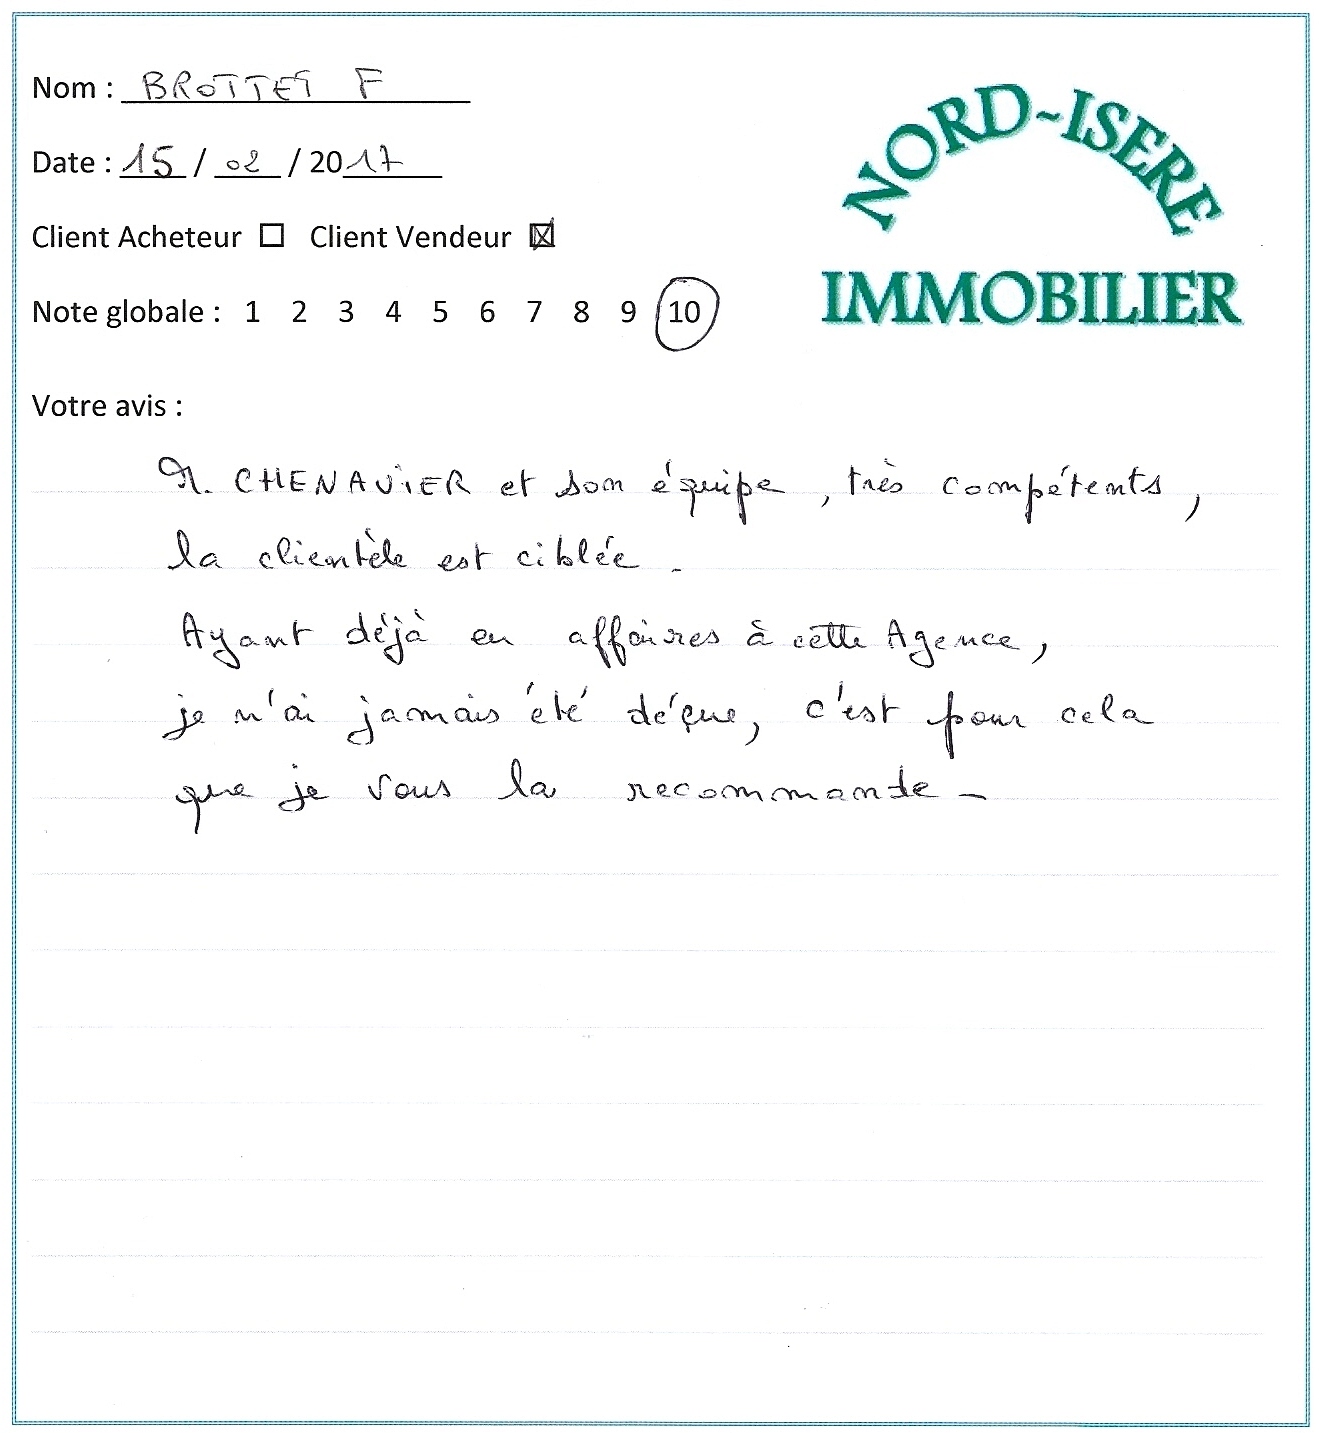 Nom : BROTTET F
Date : 15 / 02 / 2017
Client Acheteur ☐ Client Vendeur ☒
Note globale : 1 2 3 4 5 6 7 8 9 10
NORD-ISERE
IMMOBILIER
Votre avis :
M. CHENAVIER et son équipe, très compétents,
la clientèle est ciblée.
Ayant déjà eu affaires à cette Agence,
je n'ai jamais été déçue, c'est pour cela
que je vous la recommande -